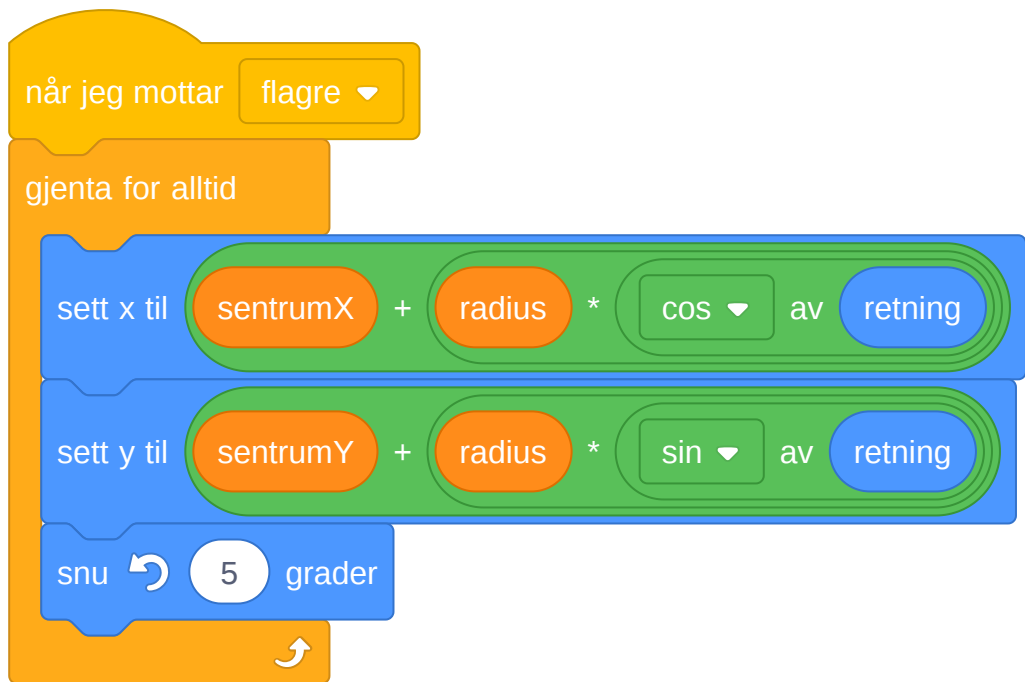 når jeg mottar flagre
gjenta for alltid
sett x til sentrumX + radius * cos av retning
sett y til sentrumY + radius * sin av retning
snu 5 grader